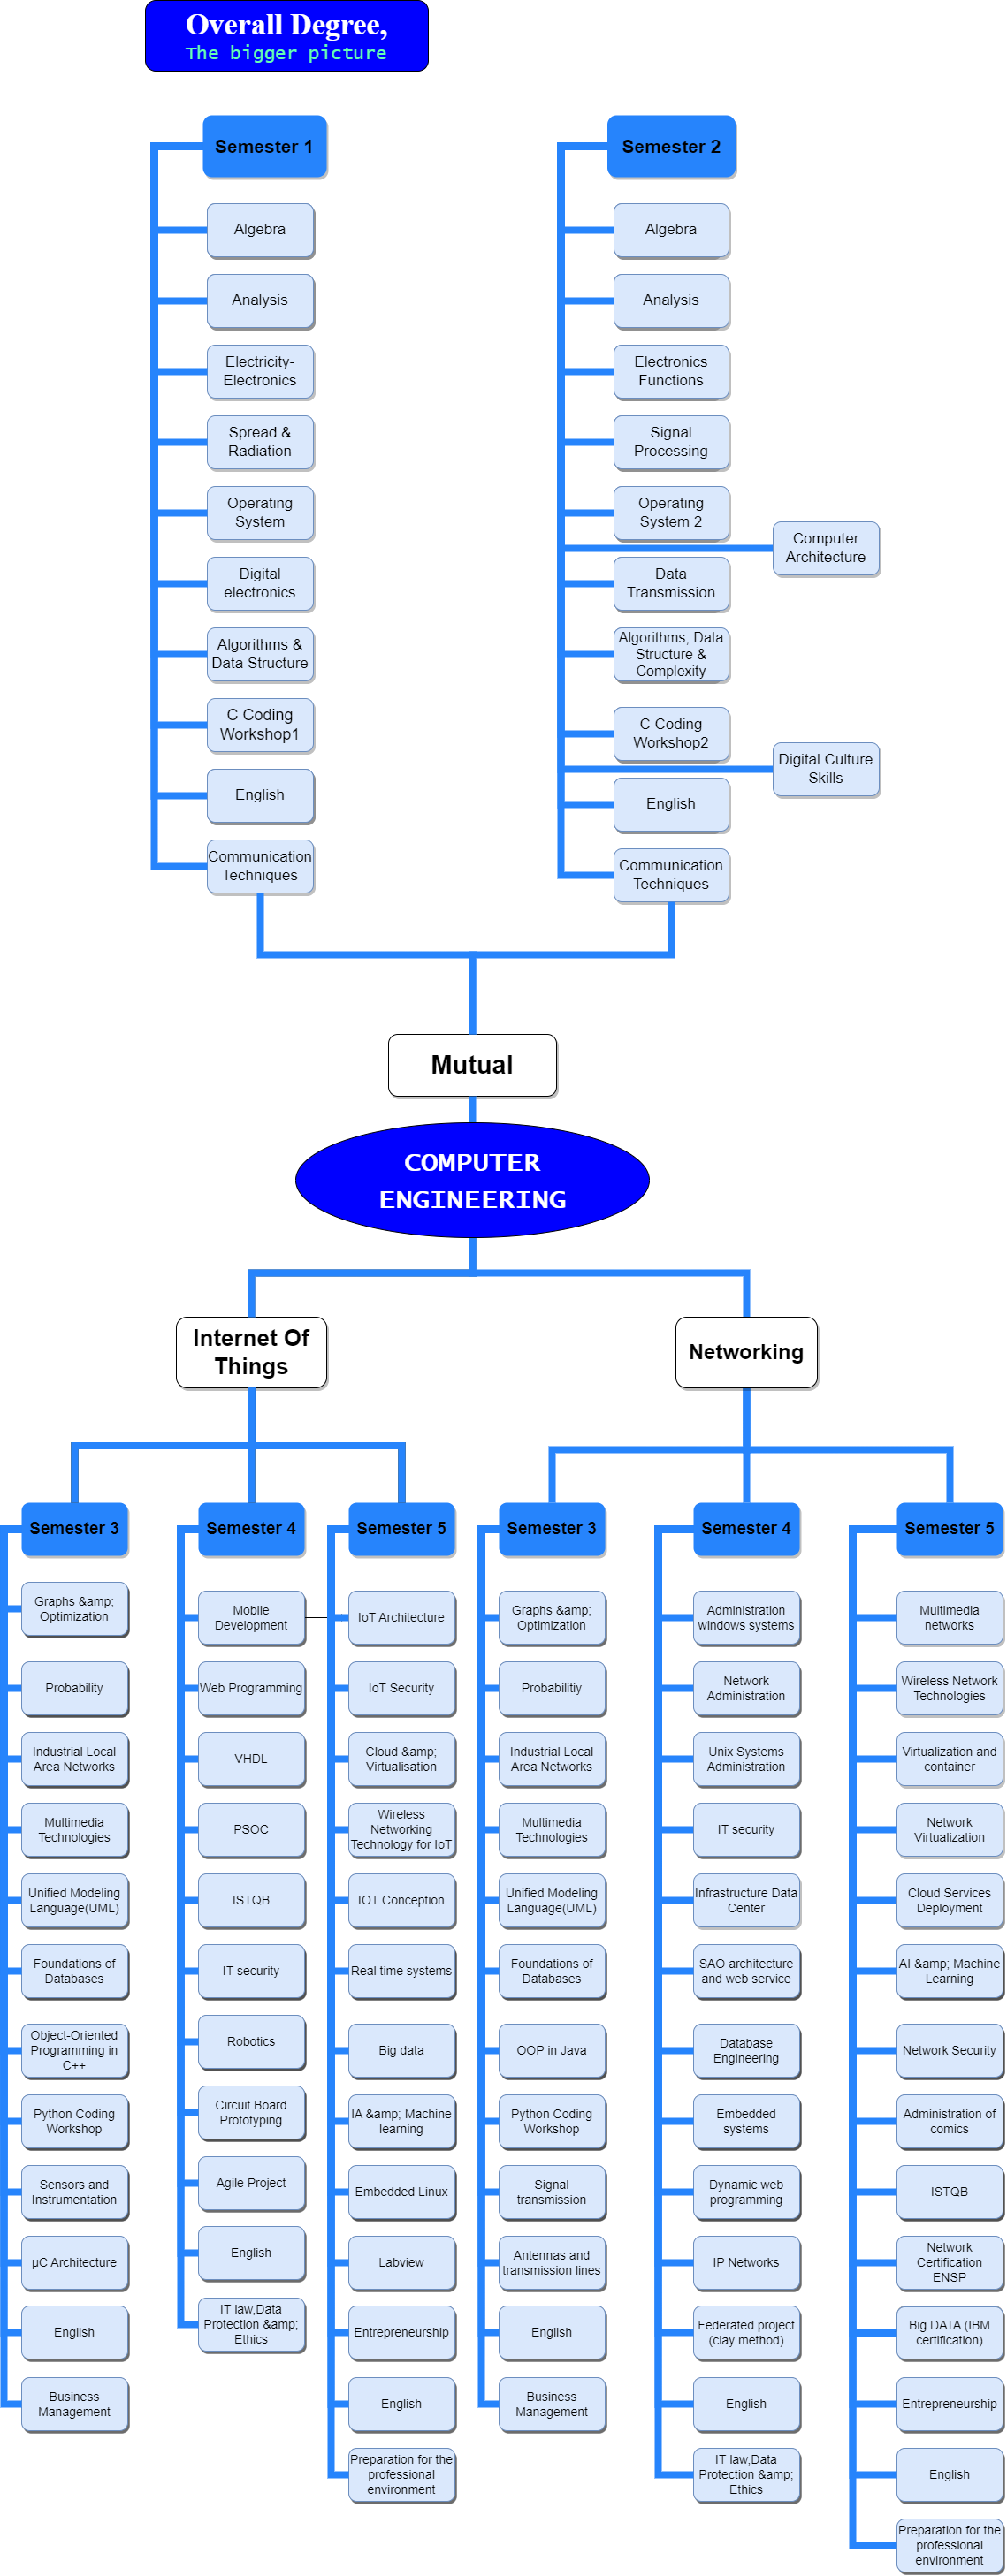 Overall Degree,
The bigger picture
Semester 1
Algebra
Analysis
Electricity-
Electronics
Spread &
Radiation
Operating
System
Digital
electronics
Algorithms &
Data Structure
C Coding
Workshop1
English
Communication
Techniques
Semester 2
Algebra
Analysis
Electronics
Functions
Signal
Processing
Operating
System 2
Computer
Architecture
Data
Transmission
Algorithms, Data
Structure &
Complexity
C Coding
Workshop2
Digital Culture
Skills
English
Communication
Techniques
Mutual
COMPUTER
ENGINEERING
Internet Of
Things
Semester 3
Graphs &amp;
Optimization
Probability
Industrial Local
Area Networks
Multimedia
Technologies
Unified Modeling
Language(UML)
Foundations of
Databases
Object-Oriented
Programming in
C++
Python Coding
Workshop
Sensors and
Instrumentation
µC Architecture
English
Business
Management
Semester 4
Mobile
Development
Web Programming
VHDL
PSOC
ISTQB
IT security
Robotics
Circuit Board
Prototyping
Agile Project
English
IT law,Data
Protection &amp;
Ethics
Semester 5
IoT Architecture
IoT Security
Cloud &amp;
Virtualisation
Wireless
Networking
Technology for IoT
IOT Conception
Real time systems
Big data
IA &amp; Machine
learning
Embedded Linux
Labview
Entrepreneurship
English
Preparation for the
professional
environment
Networking
Semester 3
Graphs &amp;
Optimization
Probabilitiy
Industrial Local
Area Networks
Multimedia
Technologies
Unified Modeling
Language(UML)
Foundations of
Databases
OOP in Java
Python Coding
Workshop
Signal
transmission
Antennas and
transmission lines
English
Business
Management
Semester 4
Administration
windows systems
Network
Administration
Unix Systems
Administration
IT security
Infrastructure Data
Center
SAO architecture
and web service
Database
Engineering
Embedded
systems
Dynamic web
programming
IP Networks
Federated project
(clay method)
English
IT law,Data
Protection &amp;
Ethics
Semester 5
Multimedia
networks
Wireless Network
Technologies
Virtualization and
container
Network
Virtualization
Cloud Services
Deployment
AI &amp; Machine
Learning
Network Security
Administration of
comics
ISTQB
Network
Certification
ENSP
Big DATA (IBM
certification)
Entrepreneurship
English
Preparation for the
professional
environment